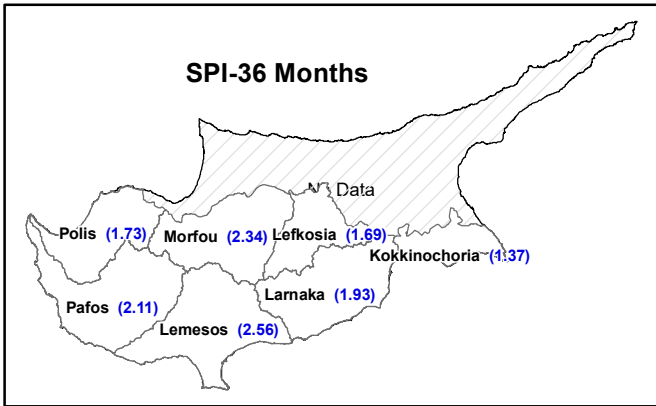 SPI-36 Months
No Data
Polis (1.73)
Morfou (2.34)
Lefkosia (1.69)
Kokkinochoria (1.37)
Pafos (2.11)
Larnaka (1.93)
Lemesos (2.56)